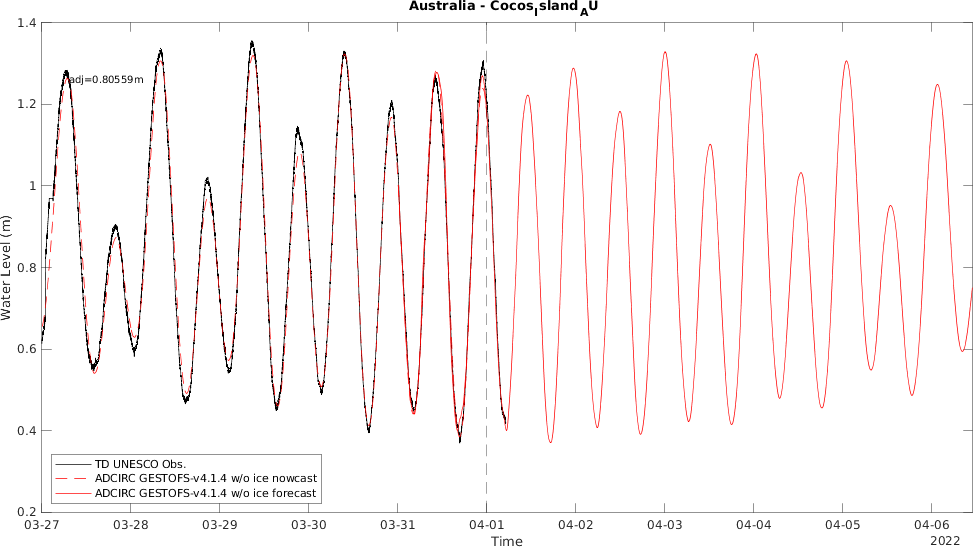 Australia - Cocos_Island_AU
adj=0.80559m
1.4
1.2
1
0.8
0.6
0.4
0.2
Water Level (m)
TD UNESCO Obs.
ADCIRC GESTOFS-v4.1.4 w/o ice nowcast
ADCIRC GESTOFS-v4.1.4 w/o ice forecast
03-27 03-28 03-29 03-30 03-31 04-01 04-02 04-03 04-04 04-05 04-06
Time
2022